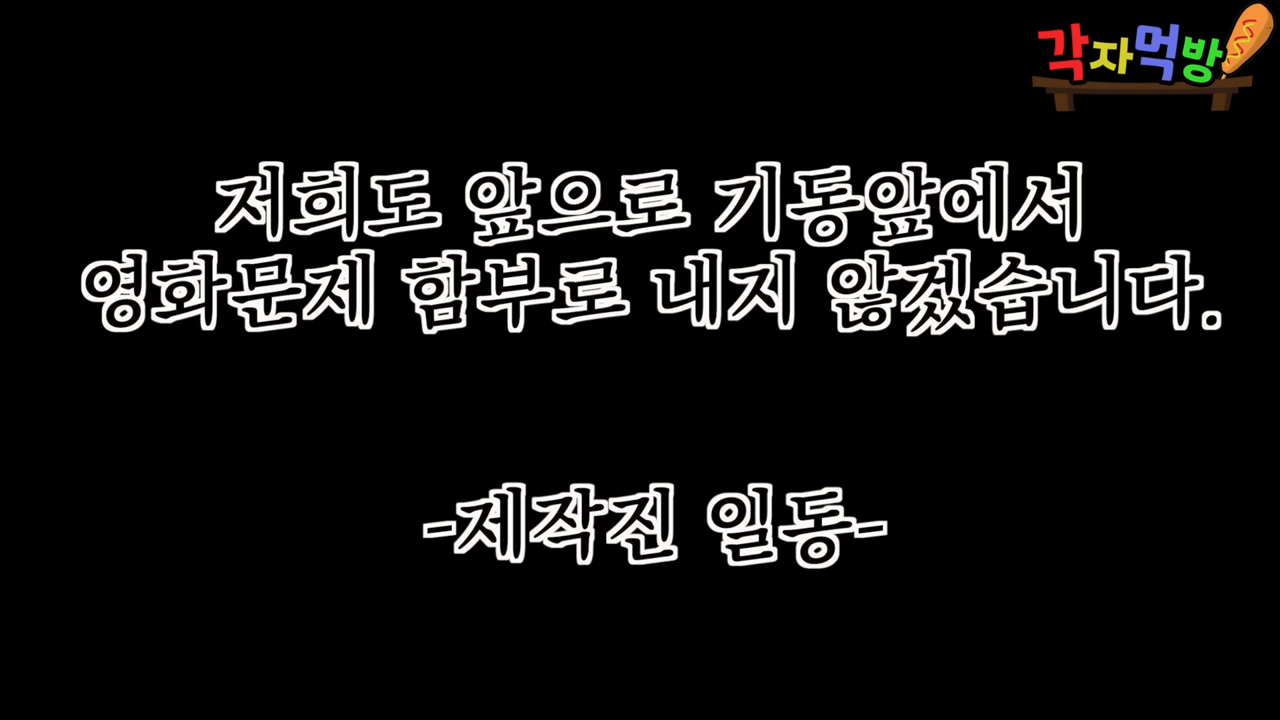 각자먹방
저희도 앞으로 기동앞에서
영화문제 함부로 내지 않겠습니다.
-제작진 일동-